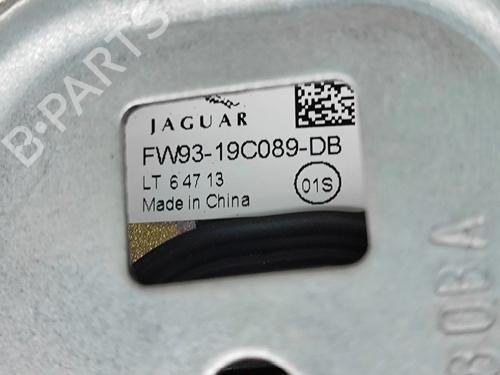 B-PARTS
JAGUAR
FW93-19C089-DB
LT 6 47 13
01S
Made in China